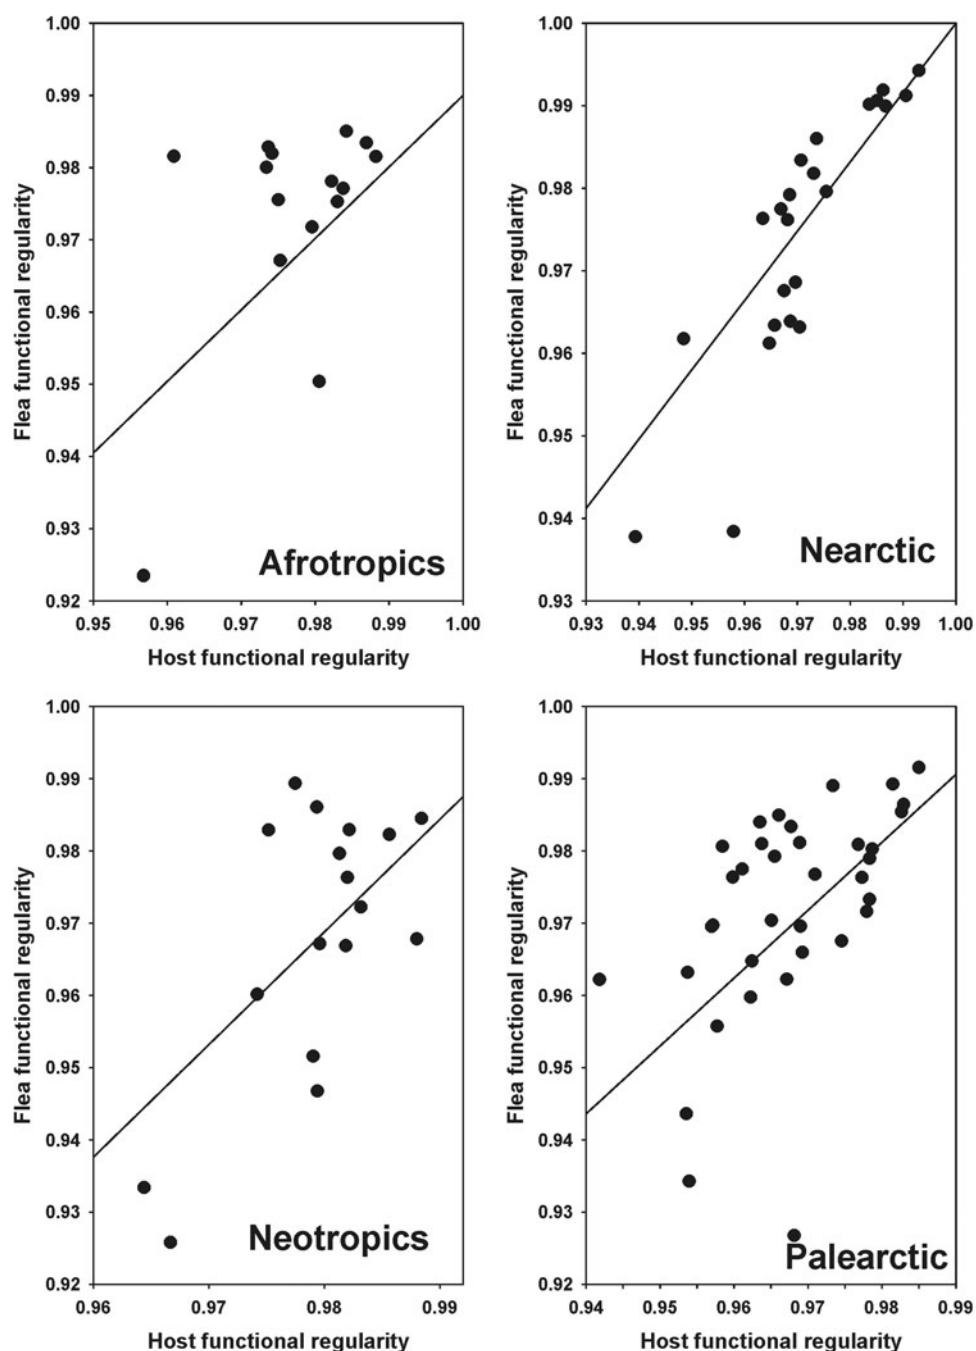 1.00
0.99
0.98
0.97
0.96
0.95
0.94
0.93
0.92
Flea functional regularity
Afrotropics
0.95 0.96 0.97 0.98 0.99 1.00
Host functional regularity
1.00
0.99
0.98
0.97
0.96
0.95
0.94
0.93
Flea functional regularity
Nearctic
0.93 0.94 0.95 0.96 0.97 0.98 0.99 1.00
Host functional regularity
1.00
0.99
0.98
0.97
0.96
0.95
0.94
0.93
0.92
Flea functional regularity
Neotropics
0.96 0.97 0.98 0.99
Host functional regularity
1.00
0.99
0.98
0.97
0.96
0.95
0.94
0.93
0.92
Flea functional regularity
Palearctic
0.94 0.95 0.96 0.97 0.98 0.99
Host functional regularity